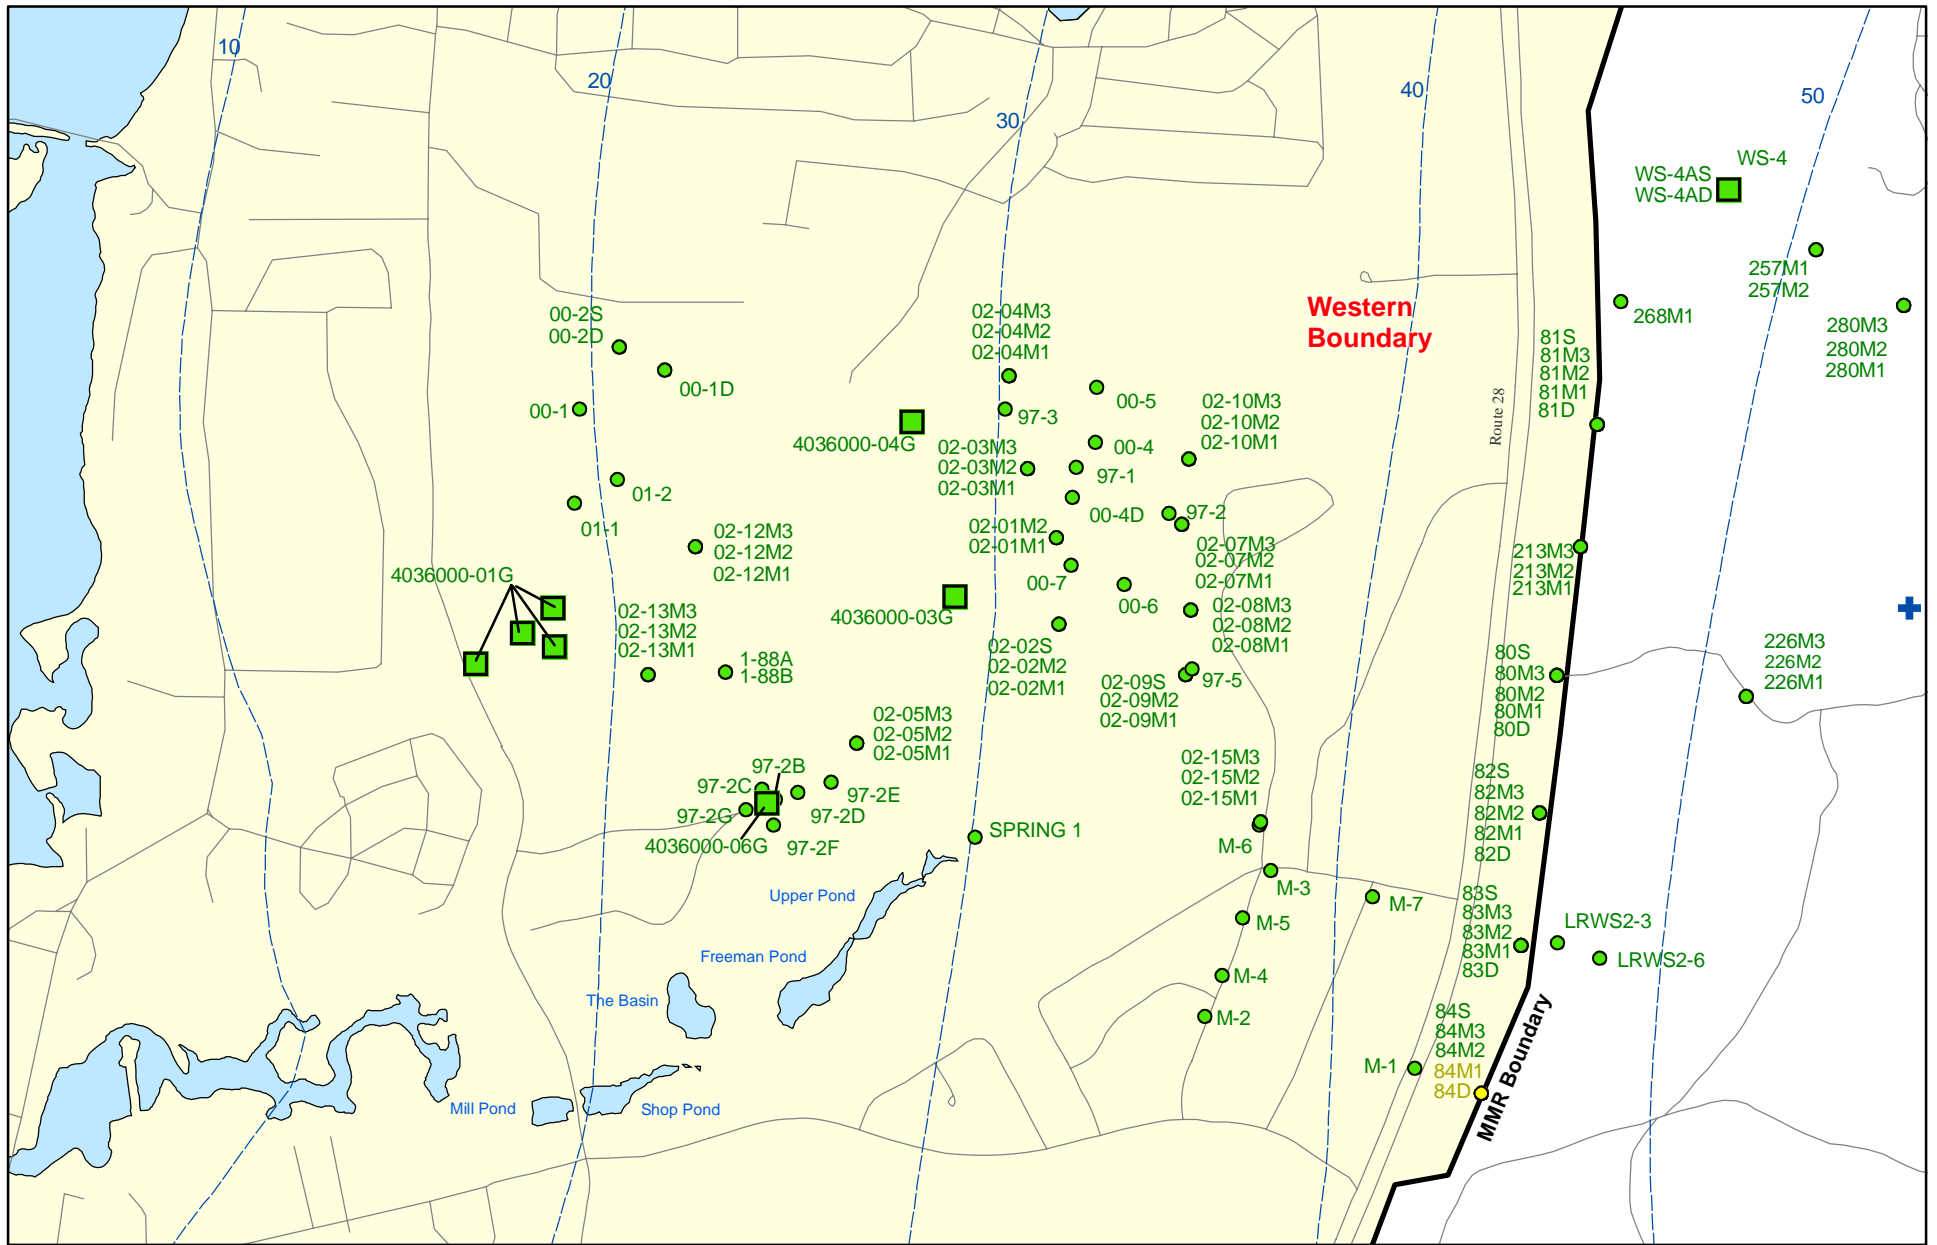 10
20
30
40
50
WS-4
WS-4AS
WS-4AD
257M1
257M2
268M1
280M3
280M2
280M1
Western
Boundary
00-2S
00-2D
00-1D
00-1
02-04M3
02-04M2
02-04M1
97-3
00-5
00-4
02-10M3
02-10M2
02-10M1
81S
81M3
81M2
81M1
81D
Route 28
4036000-04G
02-03M3
02-03M2
02-03M1
97-1
00-4D
97-2
01-2
01-1
02-12M3
02-12M2
02-12M1
02-01M2
02-01M1
00-7
00-6
02-07M3
02-07M2
02-07M1
213M3
213M2
213M1
4036000-01G
4036000-03G
02-13M3
02-13M2
02-13M1
1-88A
1-88B
02-02S
02-02M2
02-02M1
02-08M3
02-08M2
02-08M1
97-5
02-09S
02-09M2
02-09M1
80S
80M3
80M2
80M1
80D
226M3
226M2
226M1
02-05M3
02-05M2
02-05M1
97-2B
97-2C
97-2E
97-2G
97-2D
4036000-06G
97-2F
SPRING 1
02-15M3
02-15M2
02-15M1
M-6
82S
82M3
82M2
82M1
82D
M-3
M-7
M-5
M-4
M-2
M-1
83S
83M3
83M2
83M1
83D
LRWS2-3
LRWS2-6
Upper Pond
Freeman Pond
The Basin
Mill Pond
Shop Pond
84S
84M3
84M2
84M1
84D
MMR Boundary